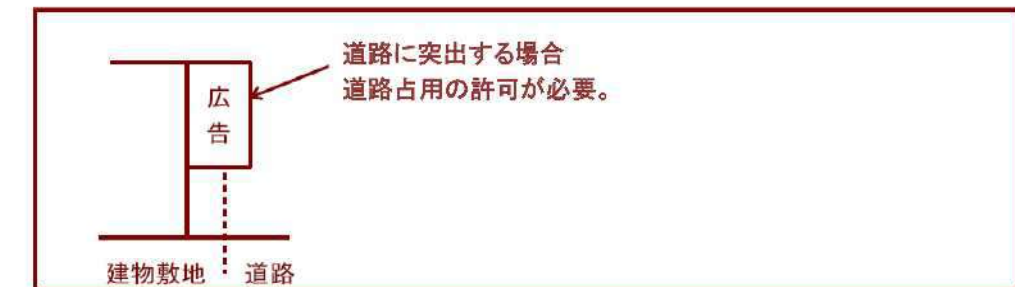 道路に突出する場合
道路占用の許可が必要。
広
告
建物敷地
道路